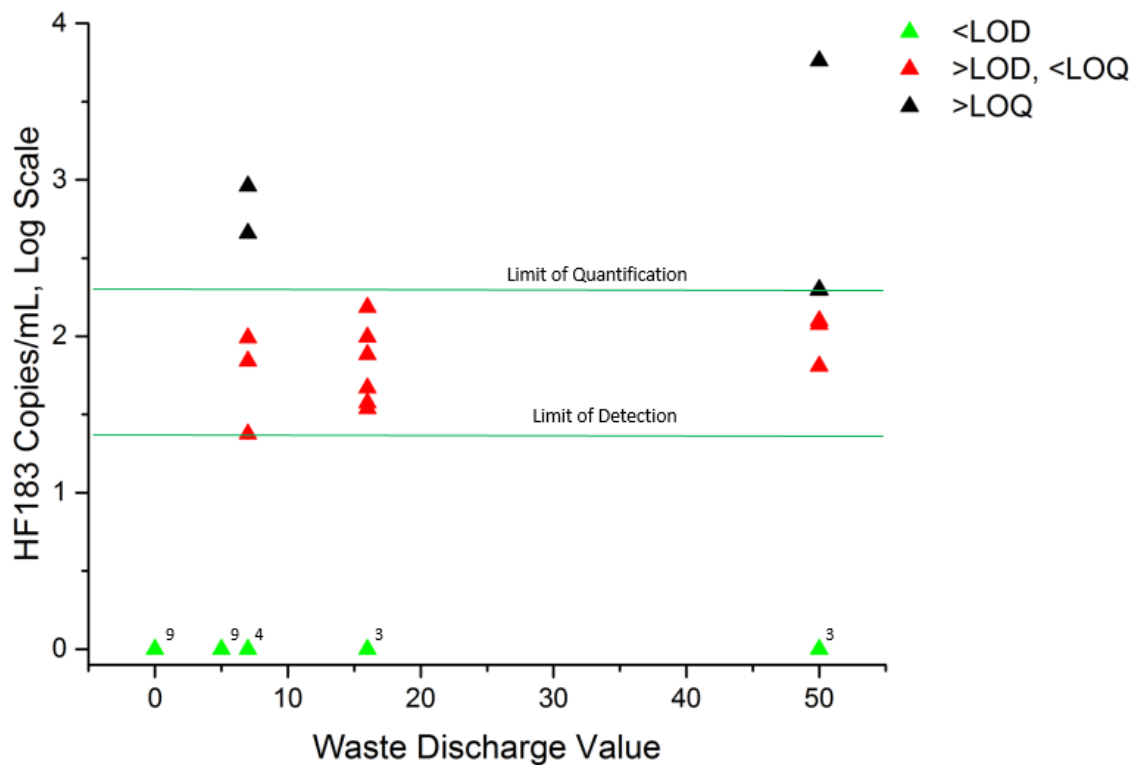 <LOD
>LOD, <LOQ
>LOQ
HF183 Copies/mL, Log Scale
4
3
2
1
0
Limit of Quantification
Limit of Detection
9 9 4 3 3
0 10 20 30 40 50
Waste Discharge Value